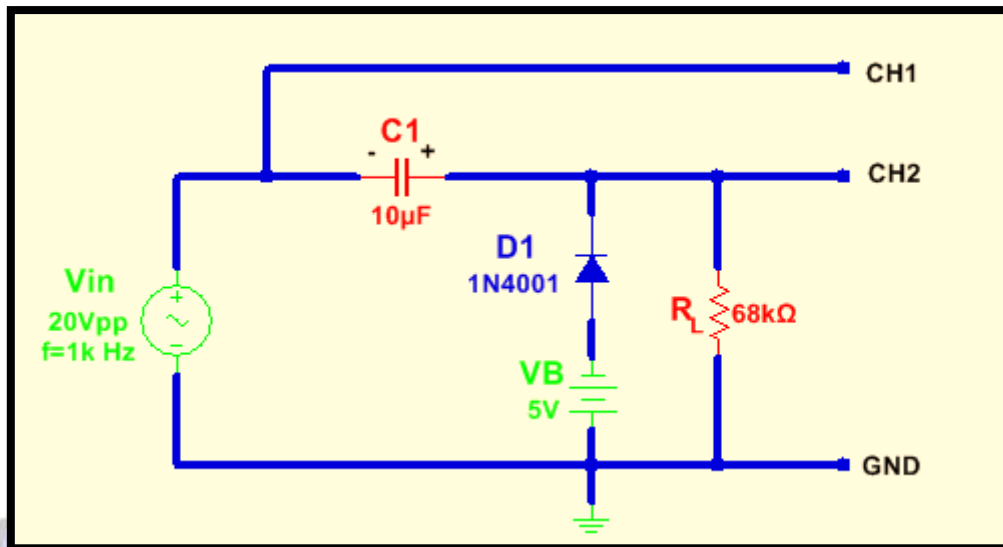 CH1
C1
- +
10µF
CH2
D1
1N4001
Vin
20Vpp
f=1k Hz
+
-
RL
68kΩ
VB
5V
GND